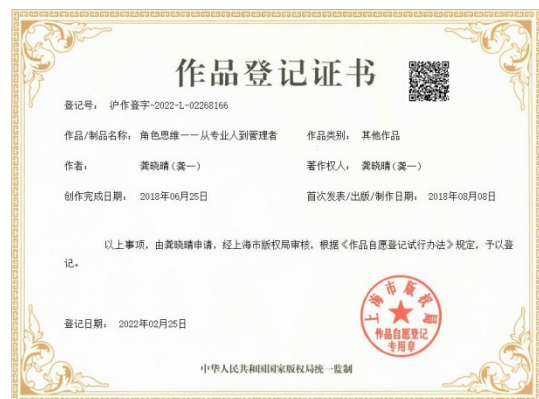 作品登记证书
登记号： 沪作登字-2022-L-02268166
作品/制品名称： 角色思维——从专业人到管理者 作品类别： 其他作品
作者： 龚晓晴(龚一) 著作权人： 龚晓晴(龚一)
创作完成日期： 2018年06月25日 首次发表/出版/制作日期： 2018年08月08日
以上事项，由龚晓晴申请，经上海市版权局审核，根据《作品自愿登记试行办法》规定，予以登
记。
登记日期： 2022年02月25日
上海市版权局
作品自愿登记
专用章
中华人民共和国国家版权局统一监制